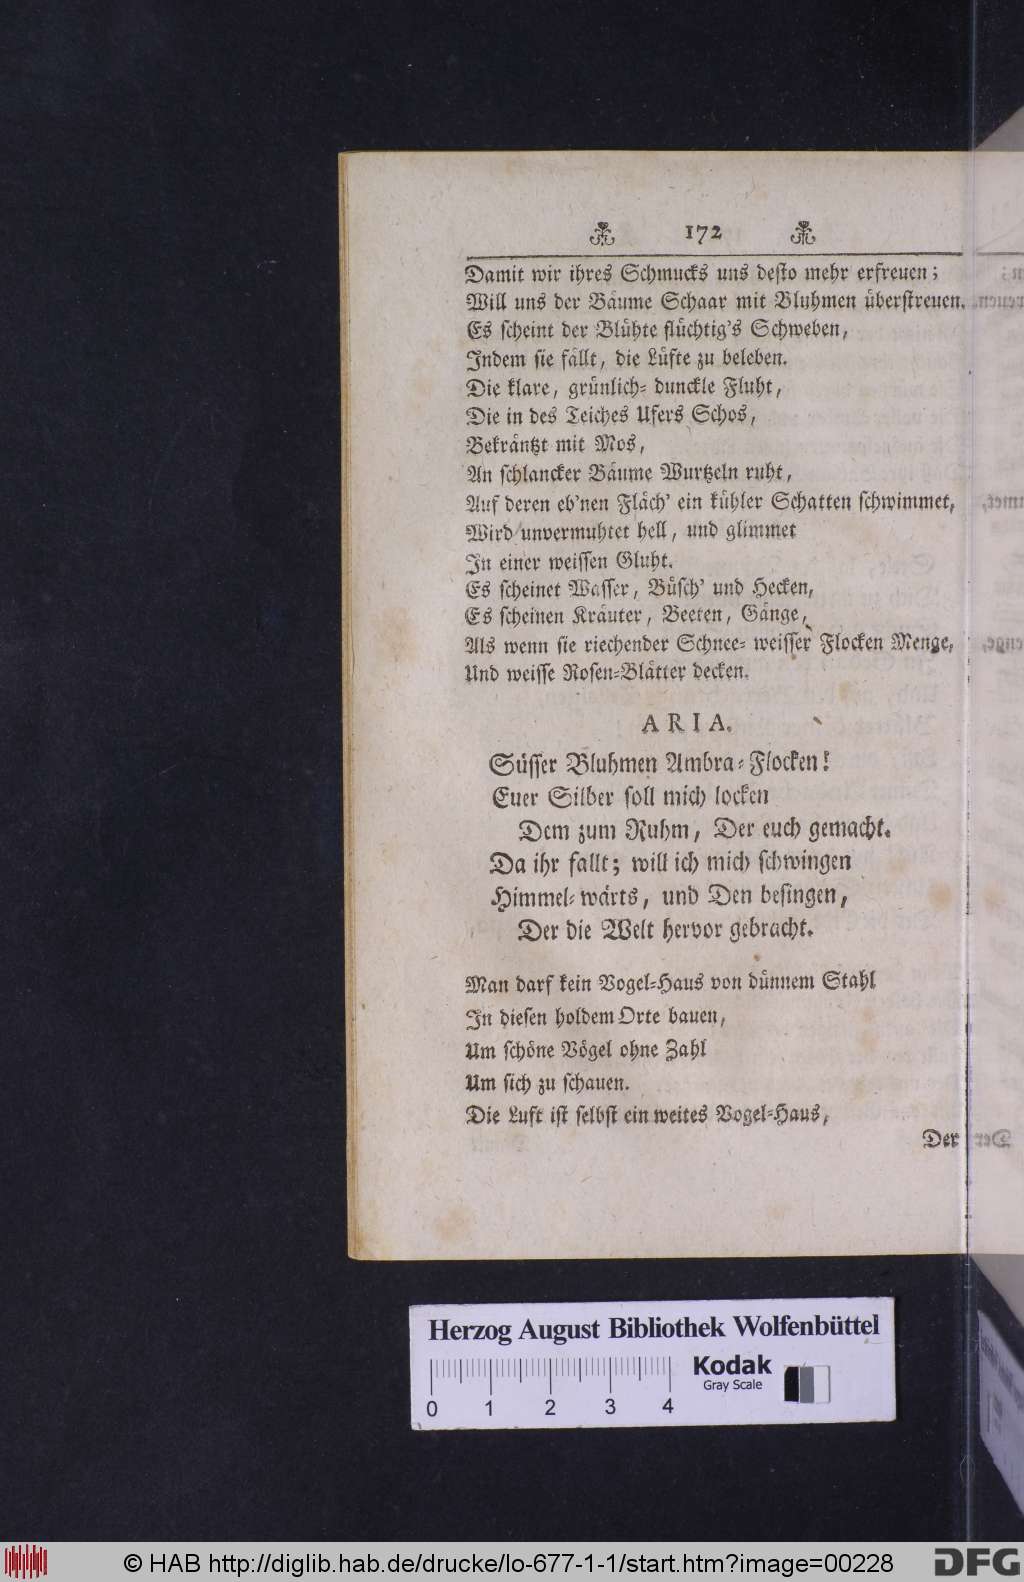 172
Damit wir ihres Schmucks uns desto mehr erfreuen;
Will uns der Bäume Schaar mit Bluhmen überstreuen.
Es scheint der Blühte flüchtig's Schweben,
Indem sie fällt, die Lüfte zu beleben.
Die klare, grünlich-dunckle Fluht,
Die in des Teiches Ufers Schos,
Bekräntzt mit Mos,
An schlancker Bäume Wurtzeln ruht,
Auf deren eb'nen Fläch' ein kühler Schatten schwimmet,
Wird unvermuhtet hell, und glimmet
In einer weissen Gluht.
Es scheinet Wasser, Büsch' und Hecken,
Es scheinen Kräuter, Beeten, Gänge,
Als wenn sie riechender Schnee-weisser Flocken Menge,
Und weisse Rosen-Blätter decken.
ARIA.
Süsser Bluhmen Ambra-Flocken!
Euer Silber soll mich locken
Dem zum Ruhm, Der euch gemacht.
Da ihr fallt; will ich mich schwingen
Himmel-wärts, und Den besingen,
Der die Welt hervor gebracht.
Man darf kein Vogel-Haus von dünnem Stahl
In diesen holdem Orte bauen,
Um schöne Vögel ohne Zahl
Um sich zu schauen.
Die Luft ist selbst ein weites Vogel-Haus,
Der
Herzog August Bibliothek Wolfenbüttel
Kodak
Gray Scale
0 1 2 3 4
© HAB http://diglib.hab.de/drucke/lo-677-1-1/start.htm?image=00228
DFG